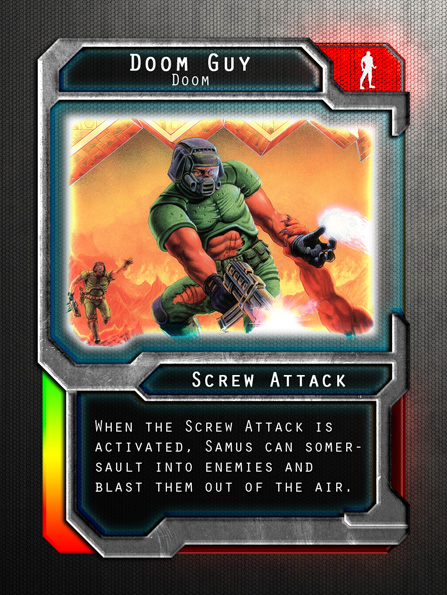 Doom Guy
Doom
Screw Attack
When the Screw Attack is
activated, Samus can somer-
sault into enemies and
blast them out of the air.